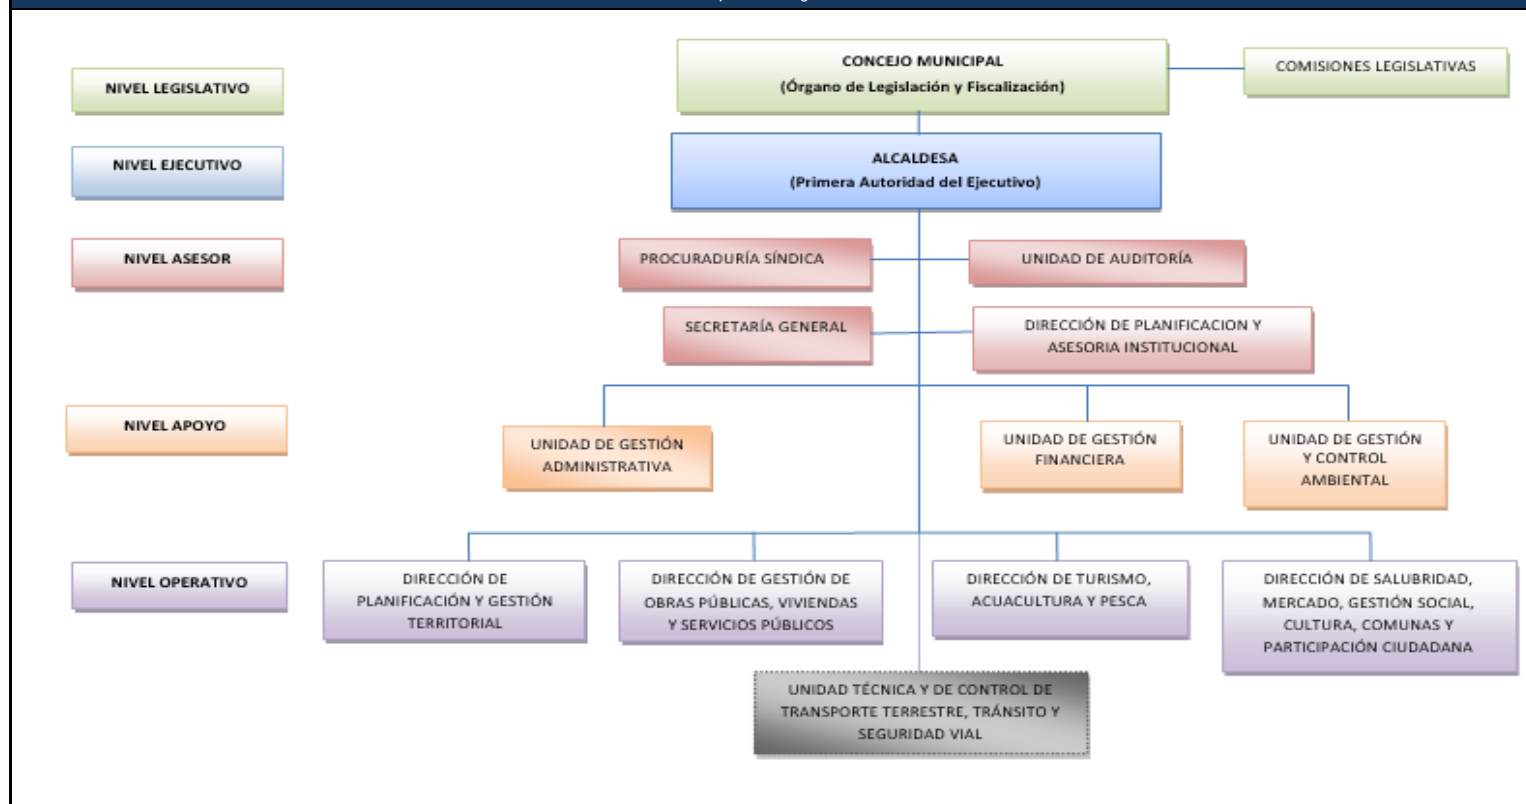 CONCEJO MUNICIPAL
(Órgano de Legislación y Fiscalización)
COMISIONES LEGISLATIVAS
NIVEL LEGISLATIVO
NIVEL EJECUTIVO
ALCALDESA
(Primera Autoridad del Ejecutivo)
NIVEL ASESOR
PROCURADURÍA SÍNDICA
UNIDAD DE AUDITORÍA
SECRETARÍA GENERAL
DIRECCIÓN DE PLANIFICACION Y
ASESORIA INSTITUCIONAL
NIVEL APOYO
UNIDAD DE GESTIÓN
ADMINISTRATIVA
UNIDAD DE GESTIÓN
FINANCIERA
UNIDAD DE GESTIÓN
Y CONTROL
AMBIENTAL
NIVEL OPERATIVO
DIRECCIÓN DE
PLANIFICACIÓN Y GESTIÓN
TERRITORIAL
DIRECCIÓN DE GESTIÓN DE
OBRAS PÚBLICAS, VIVIENDAS
Y SERVICIOS PÚBLICOS
DIRECCIÓN DE TURISMO,
ACUACULTURA Y PESCA
DIRECCIÓN DE SALUBRIDAD,
MERCADO, GESTIÓN SOCIAL,
CULTURA, COMUNAS Y
PARTICIPACIÓN CIUDADANA
UNIDAD TÉCNICA Y DE CONTROL DE
TRANSPORTE TERRESTRE, TRÁNSITO Y
SEGURIDAD VIAL